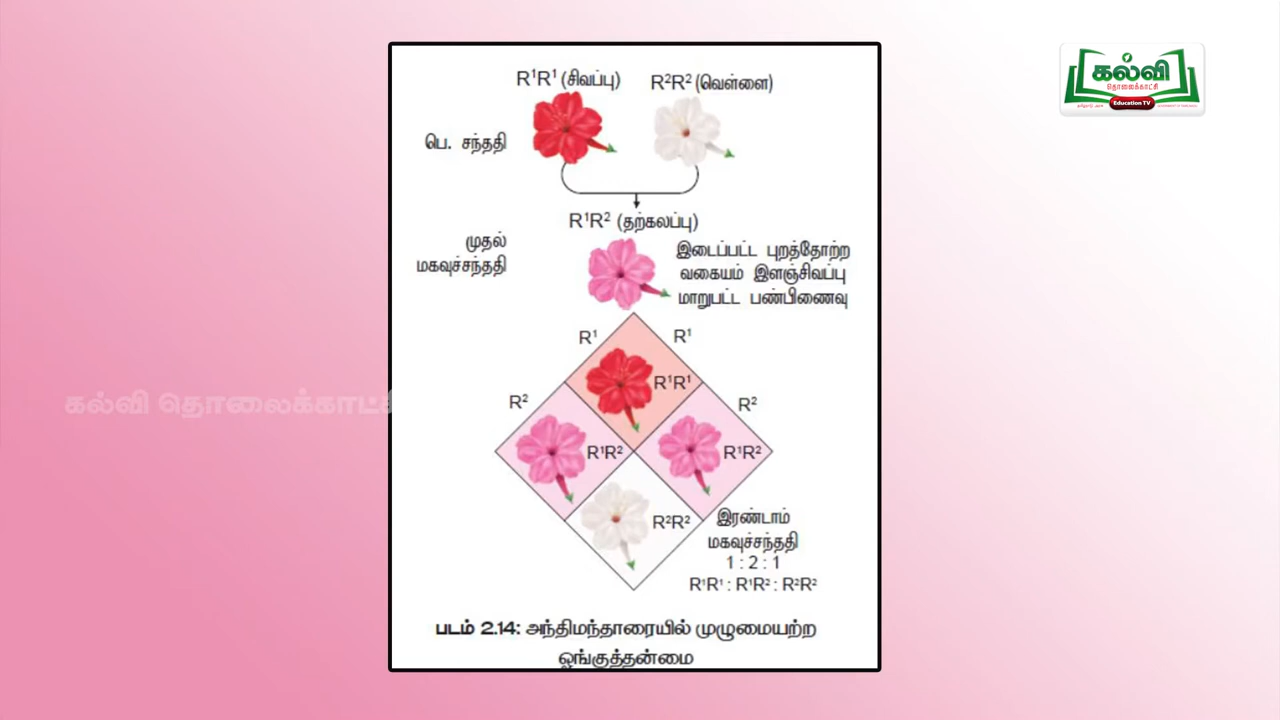 கல்வி
தொலைக்காட்சி
Education TV
R¹R¹ (சிவப்பு) R²R² (வெள்ளை)
பெ. சந்ததி
R¹R² (தற்கலப்பு)
முதல்
மகவுச்சந்ததி
இடைப்பட்ட புறத்தோற்ற
வகையம் இளஞ்சிவப்பு
மாறுபட்ட பண்பிணைவு
R¹ R¹
R¹R¹
R² R²
R¹R² R¹R²
R²R²
இரண்டாம்
மகவுச்சந்ததி
1 : 2 : 1
R¹R¹ : R¹R² : R²R²
படம் 2.14: அந்திமந்தாரையில் முழுமையற்ற
ஓங்குத்தன்மை
கல்வி தொலைக்காட்சி